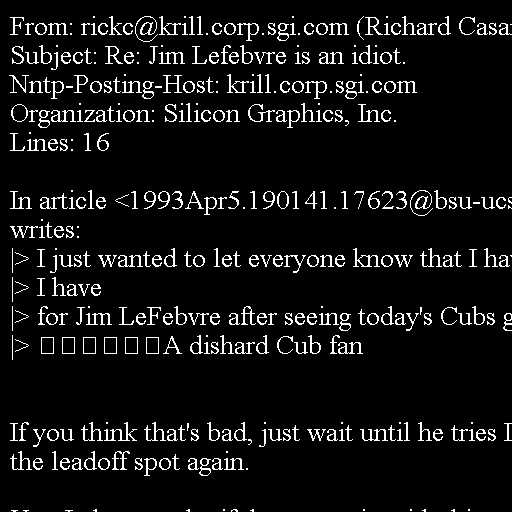 From: rickc@krill.corp.sgi.com (Richard Casa
Subject: Re: Jim Lefebvre is an idiot.
Nntp-Posting-Host: krill.corp.sgi.com
Organization: Silicon Graphics, Inc.
Lines: 16
In article <1993Apr5.190141.17623@bsu-ucs
writes:
|> I just wanted to let everyone know that I hav
|> I have
|> for Jim LeFebvre after seeing today's Cubs g
|> □□□□□□A dishard Cub fan
If you think that's bad, just wait until he tries
the leadoff spot again.